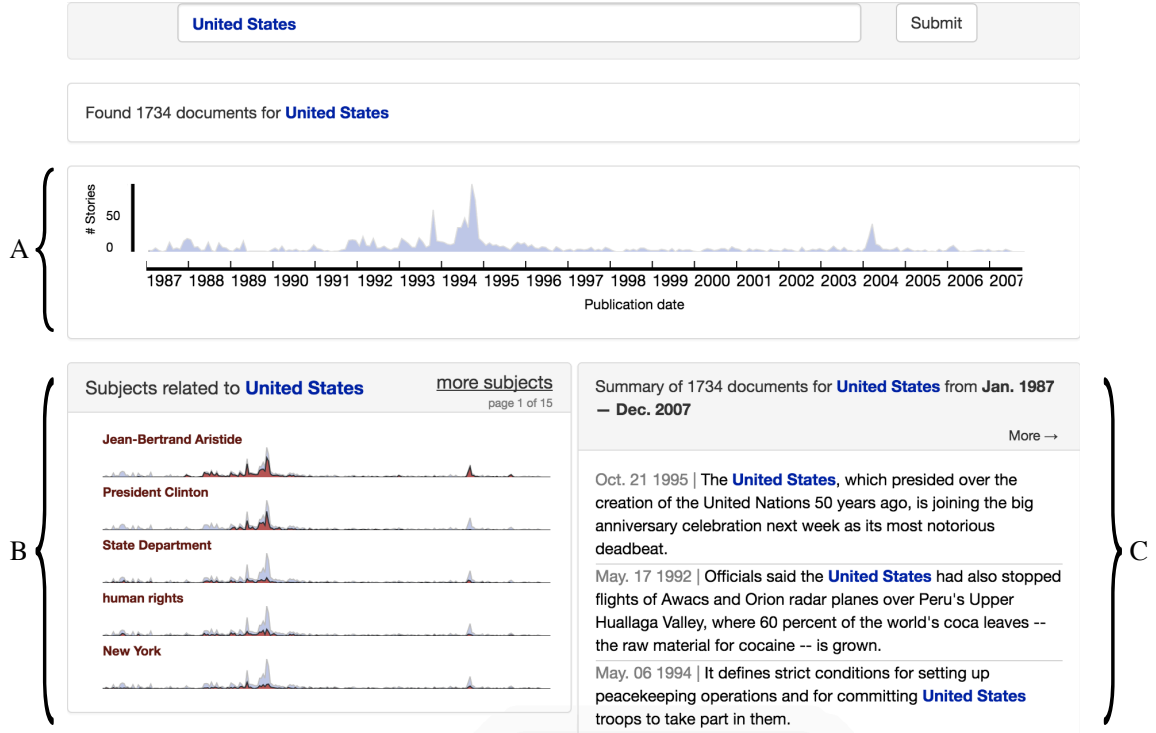 United States
Submit
Found 1734 documents for United States
A
# Stories
50
0
1987 1988 1989 1990 1991 1992 1993 1994 1995 1996 1997 1998 1999 2000 2001 2002 2003 2004 2005 2006 2007
Publication date
B
Subjects related to United States
more subjects
page 1 of 15
Jean-Bertrand Aristide
President Clinton
State Department
human rights
New York
Summary of 1734 documents for United States from Jan. 1987
— Dec. 2007
More →
Oct. 21 1995 | The United States, which presided over the
creation of the United Nations 50 years ago, is joining the big
anniversary celebration next week as its most notorious
deadbeat.
May. 17 1992 | Officials said the United States had also stopped
flights of Awacs and Orion radar planes over Peru's Upper
Huallaga Valley, where 60 percent of the world's coca leaves --
the raw material for cocaine -- is grown.
May. 06 1994 | It defines strict conditions for setting up
peacekeeping operations and for committing United States
troops to take part in them.
C